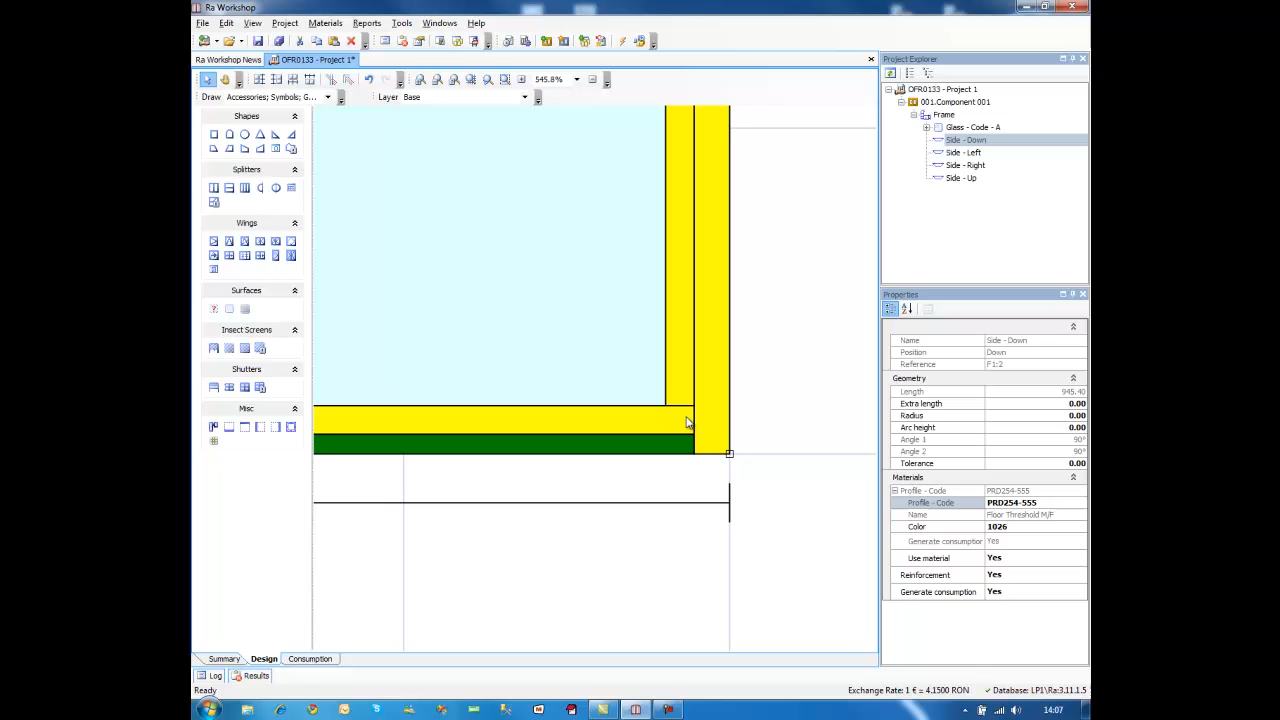 Ra Workshop
File Edit View Project Materials Reports Tools Windows Help
Ra Workshop News OFR0133 - Project 1*
545.8%
Draw Accessories; Symbols; G... Layer Base
Shapes
Splitters
Wings
Surfaces
Insect Screens
Shutters
Misc
Summary Design Consumption
Log Results
Ready
Exchange Rate: 1 € = 4.1500 RON Database: LP1\Ra:3.11.1.5
14:07
Project Explorer
OFR0133 - Project 1
001.Component 001
Frame
Glass - Code - A
Side - Down
Side - Left
Side - Right
Side - Up
Properties
Name Side - Down
Position Down
Reference F1:2
Geometry
Length 945.40
Extra length 0.00
Radius 0.00
Arc height 0.00
Angle 1 90°
Angle 2 90°
Tolerance 0.00
Materials
Profile - Code PRD254-555
Profile - Code PRD254-555
Name Floor Threshold M/F
Color 1026
Generate consumption Yes
Use material Yes
Reinforcement Yes
Generate consumption Yes